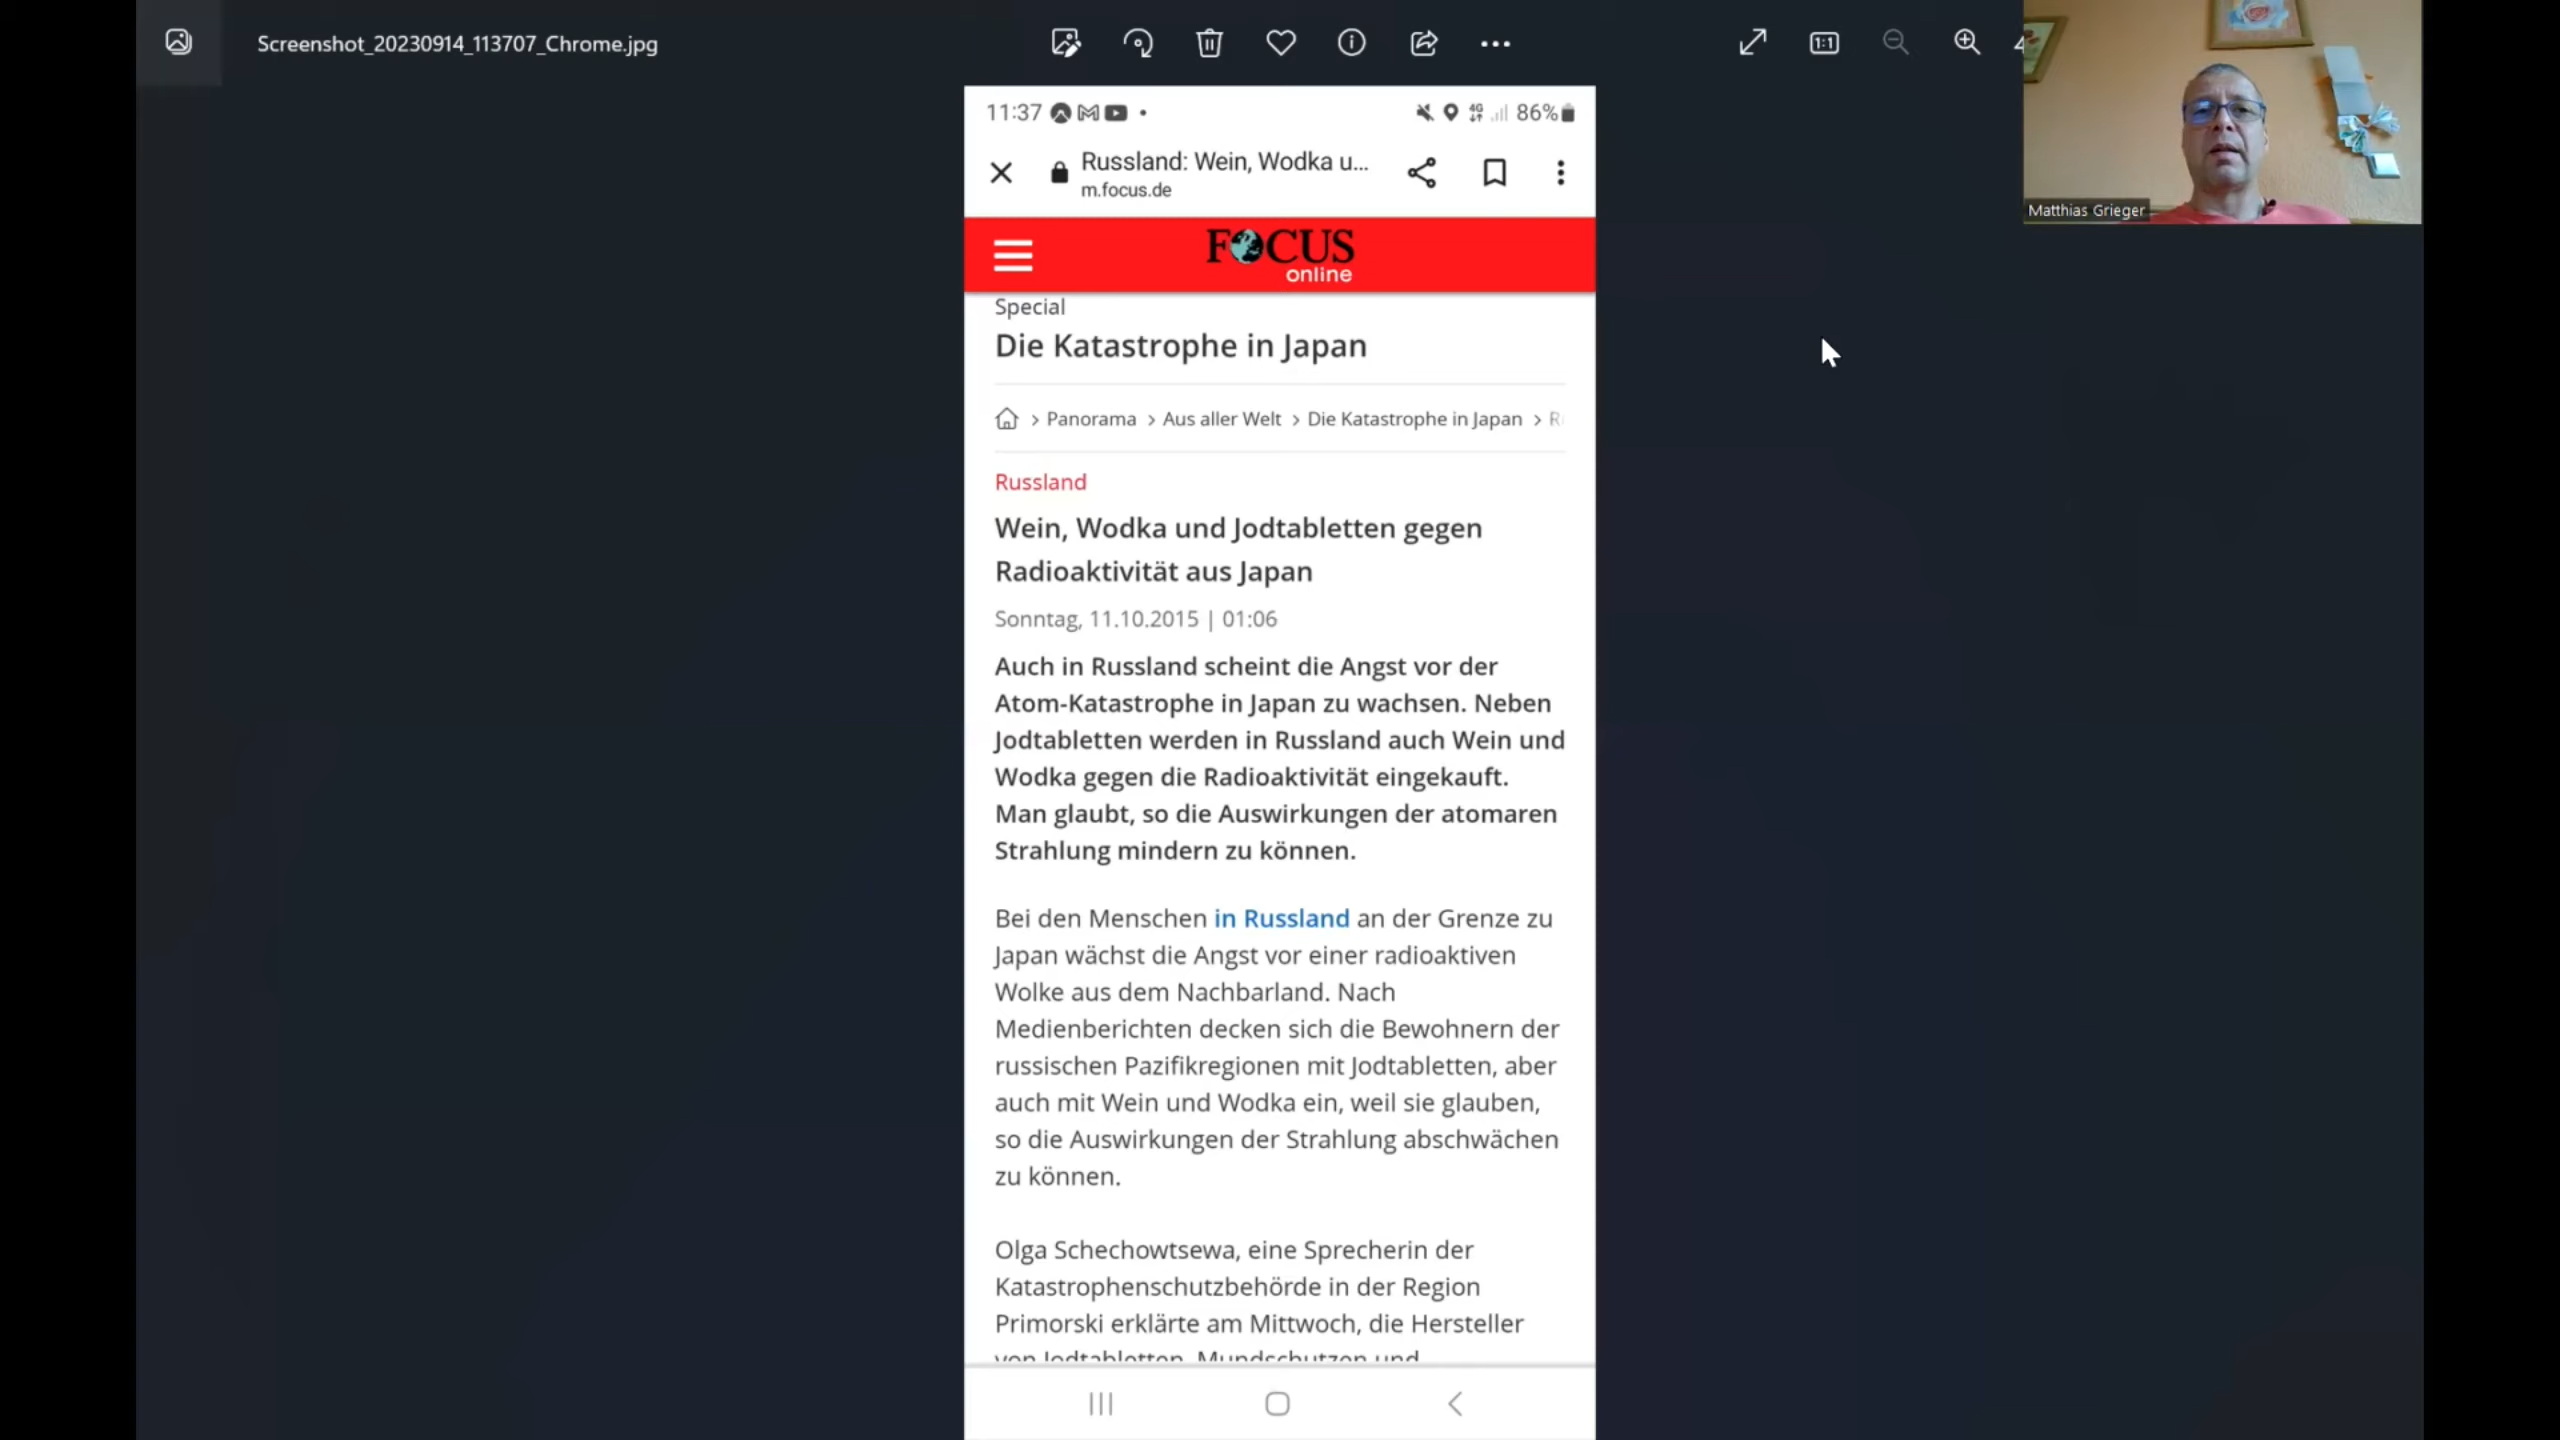 Screenshot_20230914_113707_Chrome.jpg
1:1
Matthias Grieger
11:37
4G
86%
Russland: Wein, Wodka u...
m.focus.de
FOCUS
online
Special
Die Katastrophe in Japan
Panorama > Aus aller Welt > Die Katastrophe in Japan >
Russland
Wein, Wodka und Jodtabletten gegen
Radioaktivität aus Japan
Sonntag, 11.10.2015 | 01:06
Auch in Russland scheint die Angst vor der
Atom-Katastrophe in Japan zu wachsen. Neben
Jodtabletten werden in Russland auch Wein und
Wodka gegen die Radioaktivität eingekauft.
Man glaubt, so die Auswirkungen der atomaren
Strahlung mindern zu können.
Bei den Menschen in Russland an der Grenze zu
Japan wächst die Angst vor einer radioaktiven
Wolke aus dem Nachbarland. Nach
Medienberichten decken sich die Bewohnern der
russischen Pazifikregionen mit Jodtabletten, aber
auch mit Wein und Wodka ein, weil sie glauben,
so die Auswirkungen der Strahlung abschwächen
zu können.
Olga Schechowtsewa, eine Sprecherin der
Katastrophenschutzbehörde in der Region
Primorski erklärte am Mittwoch, die Hersteller
von Jodtabletten, Mundschutzen und